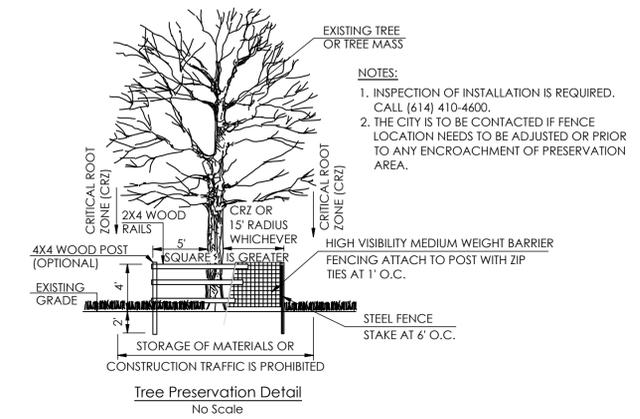 EXISTING TREE
OR TREE MASS
NOTES:
1. INSPECTION OF INSTALLATION IS REQUIRED.
CALL (614) 410-4600.
2. THE CITY IS TO BE CONTACTED IF FENCE
LOCATION NEEDS TO BE ADJUSTED OR PRIOR
TO ANY ENCROACHMENT OF PRESERVATION
AREA.
CRITICAL ROOT
ZONE (CRZ)
CRITICAL ROOT
ZONE (CRZ)
2X4 WOOD
RAILS
CRZ OR
15' RADIUS
WHICHEVER
IS GREATER
5'
SQUARE
4X4 WOOD POST
(OPTIONAL)
HIGH VISIBILITY MEDIUM WEIGHT BARRIER
FENCING ATTACH TO POST WITH ZIP
TIES AT 1' O.C.
4'
EXISTING
GRADE
2'
STEEL FENCE
STAKE AT 6' O.C.
STORAGE OF MATERIALS OR
CONSTRUCTION TRAFFIC IS PROHIBITED
Tree Preservation Detail
No Scale